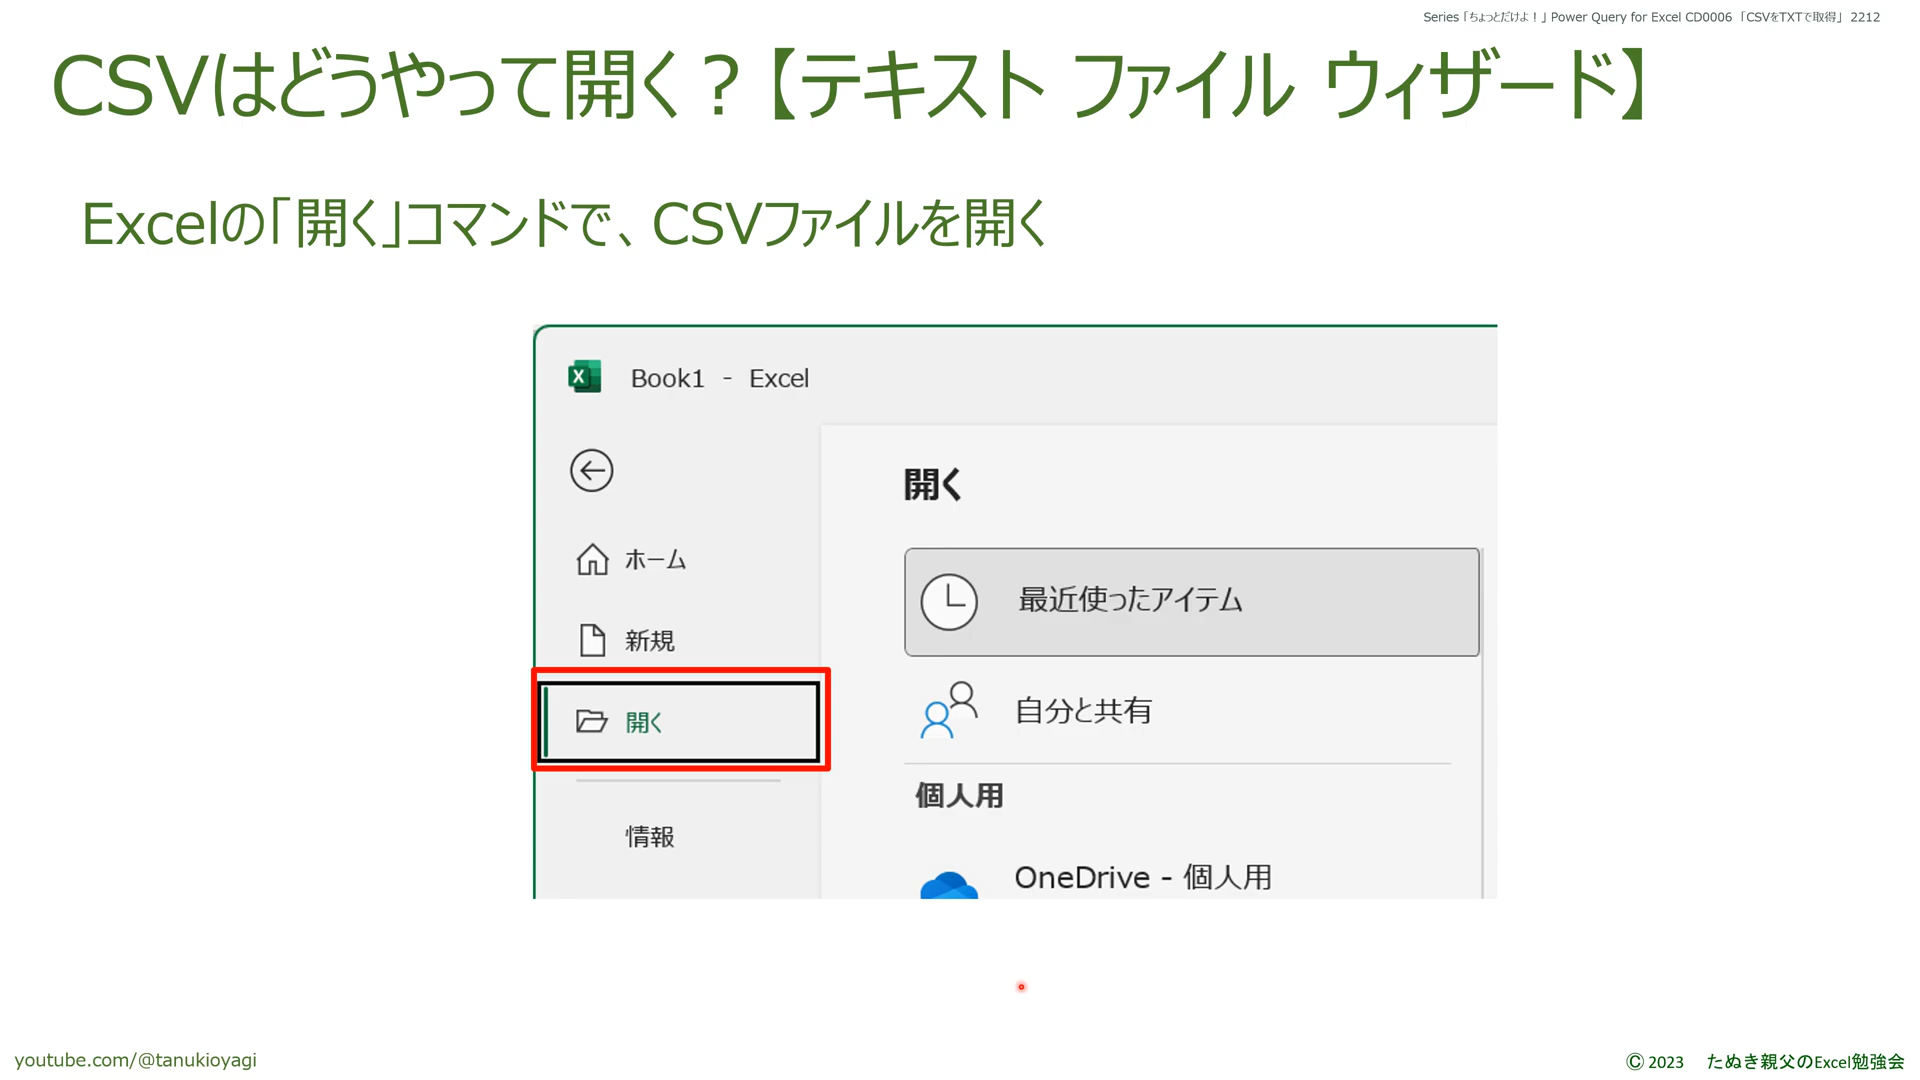 Series「ちょっとだけよ！」Power Query for Excel CD0006 「CSVをTXTで取得」 2212
CSVはどうやって開く？【テキスト ファイル ウィザード】
Excelの「開く」コマンドで、CSVファイルを開く
Book1 - Excel
開く
ホーム
最近使ったアイテム
新規
自分と共有
開く
個人用
情報
OneDrive - 個人用
youtube.com/@tanukioyagi
© 2023 たぬき親父のExcel勉強会